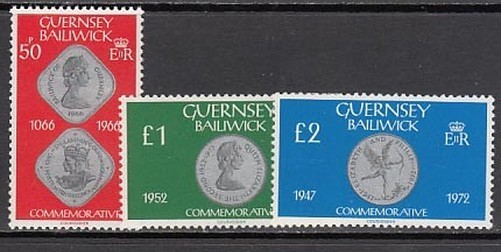 GUERNSEY
BAILIWICK
50P
EIIR
1966
1066 1966
COMMEMORATIVE
GUERNSEY
BAILIWICK
£1
1952
COMMEMORATIVE
GUERNSEY
BAILIWICK
£2
EIIR
1947 1972
COMMEMORATIVE